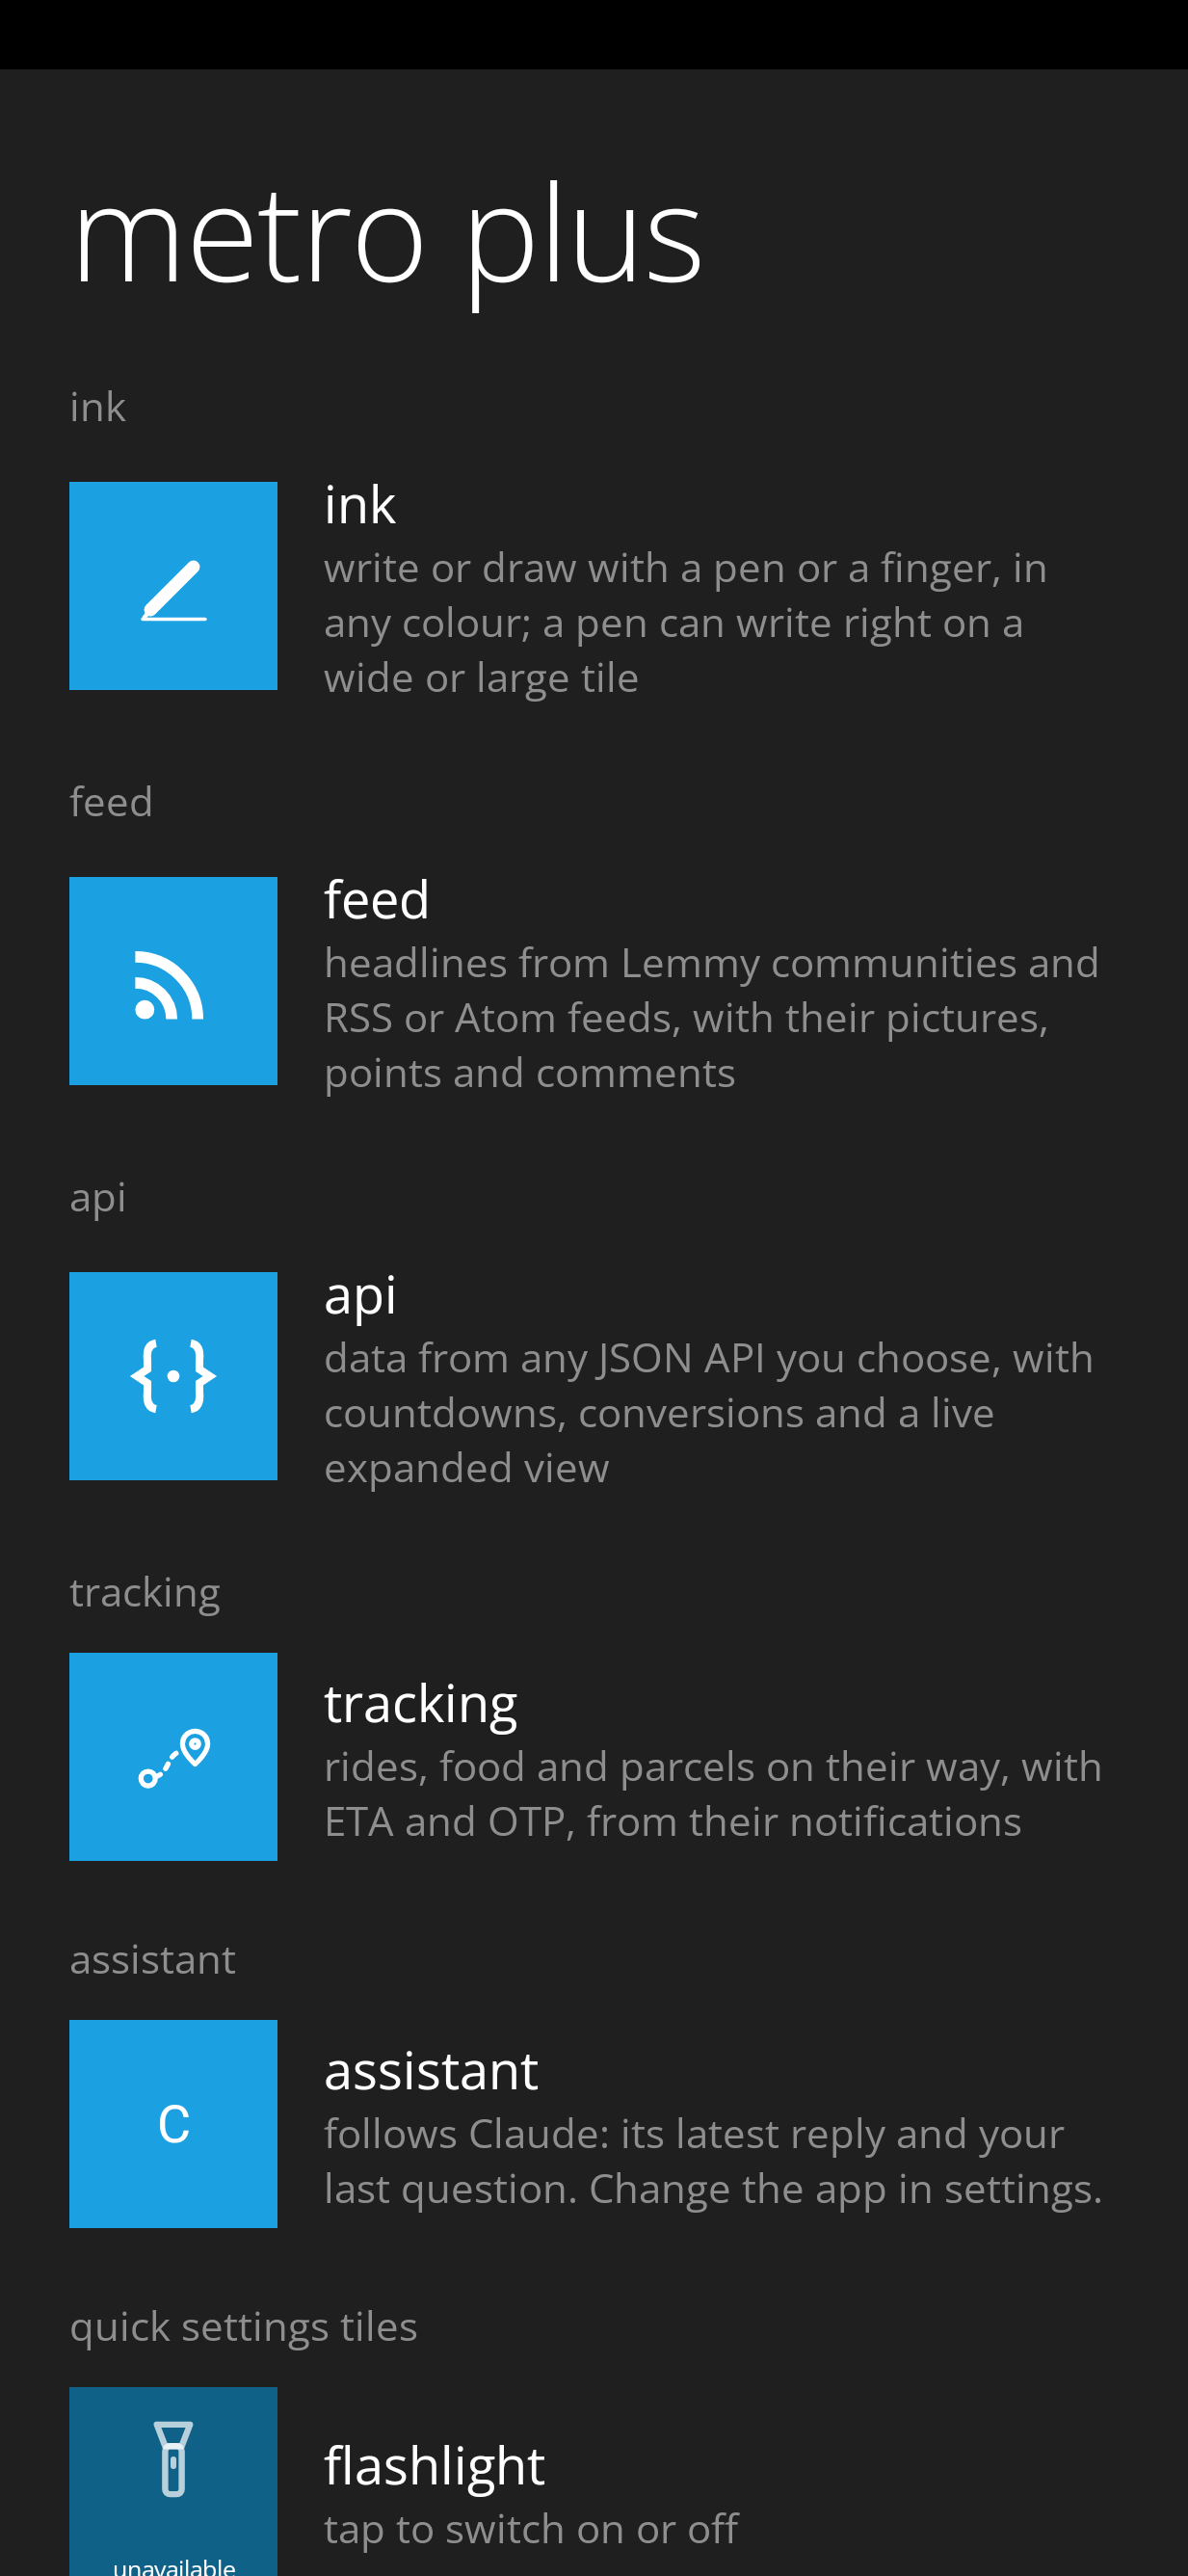 metro plus
ink
ink
write or draw with a pen or a finger, in
any colour; a pen can write right on a
wide or large tile
feed
feed
headlines from Lemmy communities and
RSS or Atom feeds, with their pictures,
points and comments
api
api
data from any JSON API you choose, with
countdowns, conversions and a live
expanded view
tracking
tracking
rides, food and parcels on their way, with
ETA and OTP, from their notifications
assistant
C
assistant
follows Claude: its latest reply and your
last question. Change the app in settings.
quick settings tiles
flashlight
tap to switch on or off
unavailable